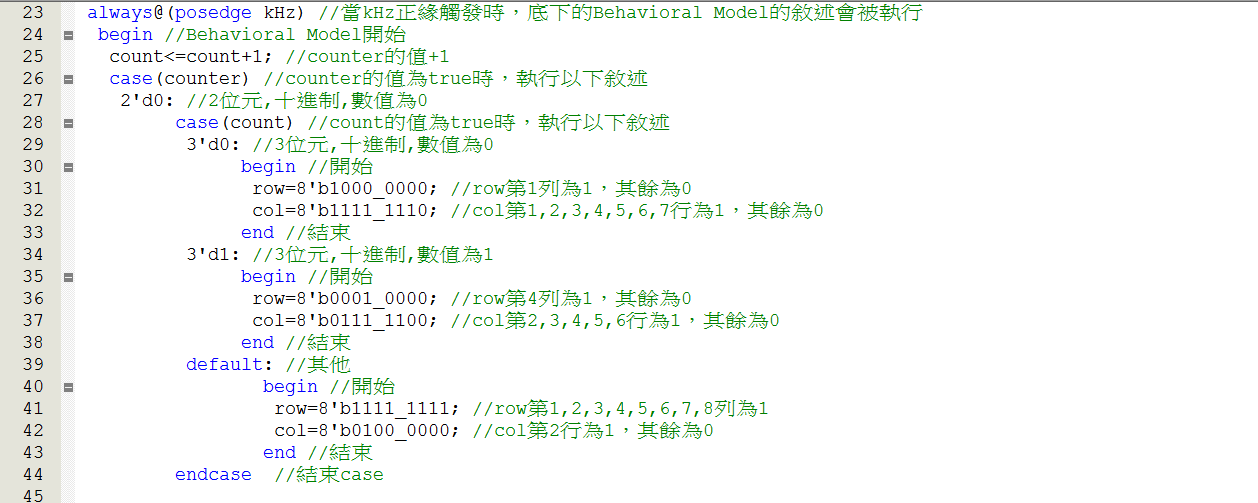 23 always@(posedge kHz) //當kHz正緣觸發時，底下的Behavioral Model的敘述會被執行
24 begin //Behavioral Model開始
25 count<=count+1; //counter的值+1
26 case(counter) //counter的值為true時，執行以下敘述
27 2'd0: //2位元,十進制,數值為0
28 case(count) //count的值為true時，執行以下敘述
29 3'd0: //3位元,十進制,數值為0
30 begin //開始
31 row=8'b1000_0000; //row第1列為1，其餘為0
32 col=8'b1111_1110; //col第1,2,3,4,5,6,7行為1，其餘為0
33 end //結束
34 3'd1: //3位元,十進制,數值為1
35 begin //開始
36 row=8'b0001_0000; //row第4列為1，其餘為0
37 col=8'b0111_1100; //col第2,3,4,5,6行為1，其餘為0
38 end //結束
39 default: //其他
40 begin //開始
41 row=8'b1111_1111; //row第1,2,3,4,5,6,7,8列為1
42 col=8'b0100_0000; //col第2行為1，其餘為0
43 end //結束
44 endcase //結束case
45